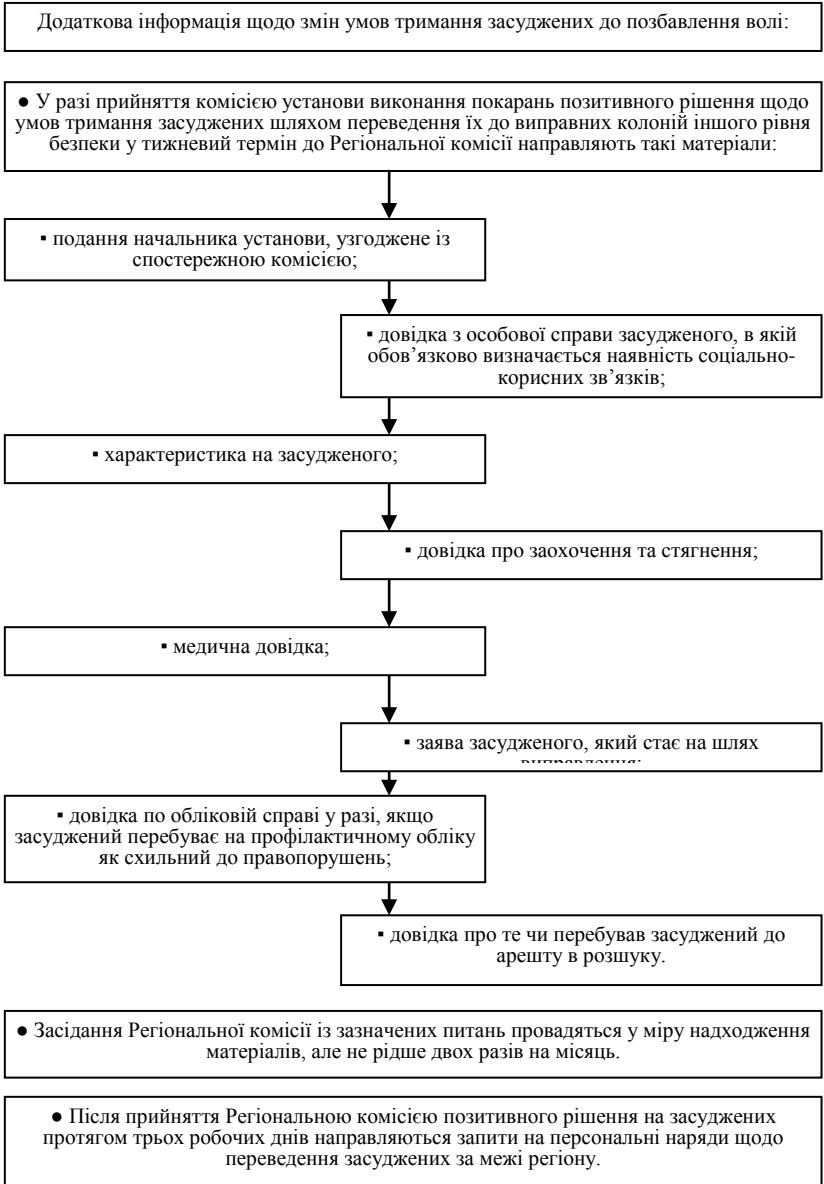 Додаткова інформація щодо змін умов тримання засуджених до позбавлення волі:
● У разі прийняття комісією установи виконання покарань позитивного рішення щодо
умов тримання засуджених шляхом переведення їх до виправних колоній іншого рівня
безпеки у тижневий термін до Регіональної комісії направляють такі матеріали:
▪ подання начальника установи, узгоджене із
спостережною комісією;
▪ довідка з особової справи засудженого, в якій
обов’язково визначається наявність соціально-
корисних зв’язків;
▪ характеристика на засудженого;
▪ довідка про заохочення та стягнення;
▪ медична довідка;
▪ заява засудженого, який стає на шлях
виправлення;
▪ довідка по обліковій справі у разі, якщо
засуджений перебуває на профілактичному обліку
як схильний до правопорушень;
▪ довідка про те чи перебував засуджений до
арешту в розшуку.
● Засідання Регіональної комісії із зазначених питань провадяться у міру надходження
матеріалів, але не рідше двох разів на місяць.
● Після прийняття Регіональною комісією позитивного рішення на засуджених
протягом трьох робочих днів направляються запити на персональні наряди щодо
переведення засуджених за межі регіону.